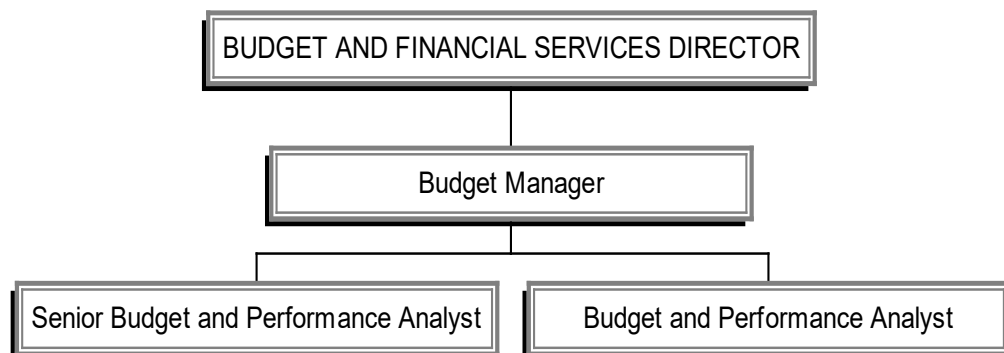 BUDGET AND FINANCIAL SERVICES DIRECTOR
Budget Manager
Senior Budget and Performance Analyst
Budget and Performance Analyst